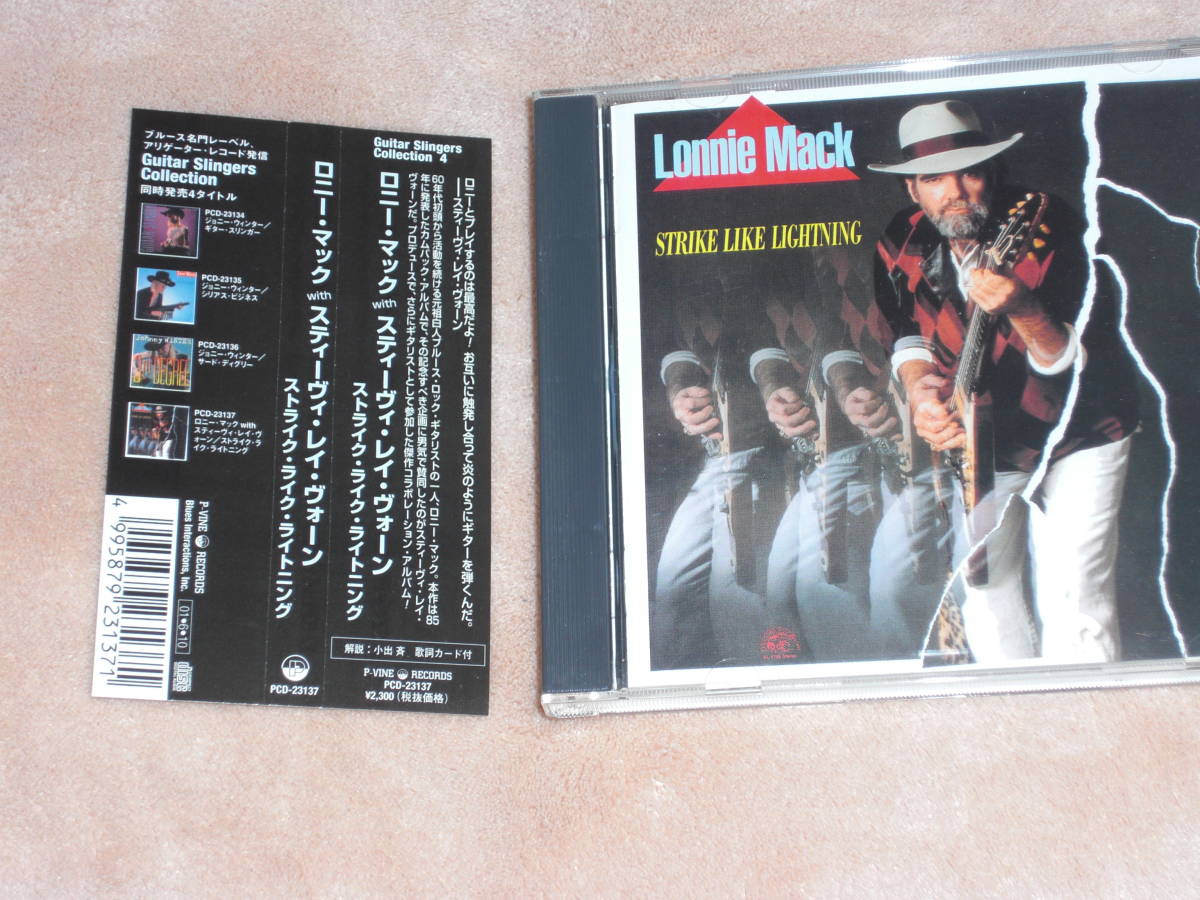 ブルース名門レーベル、
アリゲーター・レコード発信
Guitar Slingers
Collection
同時発売4タイトル
PCD-23134
ジョニー・ウィンター/
ギター・スリンガー
PCD-23135
ジョニー・ウィンター/
シリアス・ビジネス
PCD-23136
ジョニー・ウィンター/
サード・ディグリー
PCD-23137
ロニー・マック with
スティーヴィ・レイ・ヴ
ォーン/ストライク・ラ
イク・ライトニング
4 995879 231371
P-VINE RECORDS
Blues Interactions, Inc.
01・6・10
ロニー・マック with スティーヴィ・レイ・ヴォーン
ストライク・ライク・ライトニング
PCD-23137
Guitar Slingers
Collection 4
ロニーとプレイするのは最高だよ! お互いに触発し合って炎のようにギターを弾くんだ。
——スティーヴィ・レイ・ヴォーン
60年代初頭から活動を続ける元祖白人ブルース・ロック・ギタリストの一人、ロニー・マック。本作は85
年に発表したカムバック・アルバムで、その記念すべき企画に男気で賛同したのがスティーヴィ・レイ・
ヴォーンだ。プロデュースで、さらにギタリストとして参加した傑作コラボレーション・アルバム!
ロニー・マック with スティーヴィ・レイ・ヴォーン
ストライク・ライク・ライトニング
解説:小出 斉 歌詞カード付
P-VINE RECORDS
PCD-23137
¥2,300(税抜価格)
Lonnie Mack
STRIKE LIKE LIGHTNING